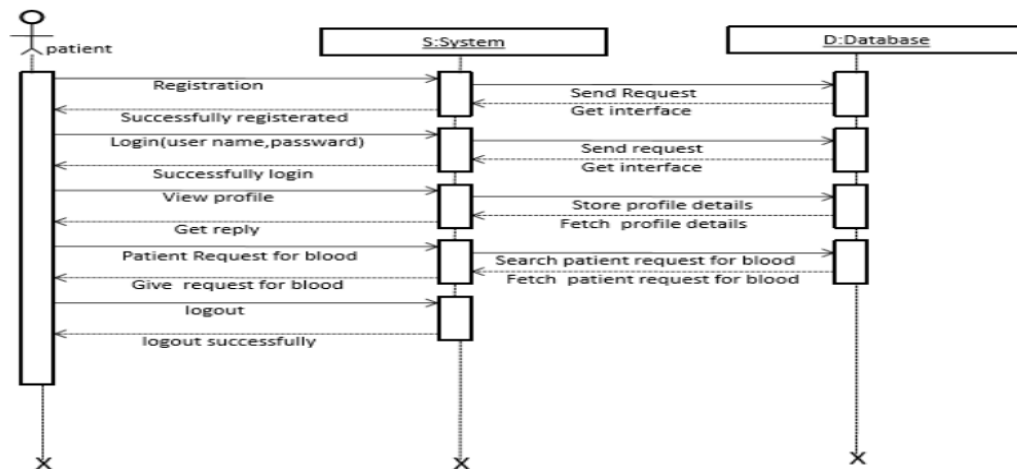 patient
S:System
D:Database
Registration
Send Request
Get interface
Successfully registerated
Login(user name,passward)
Send request
Get interface
Successfully login
View profile
Store profile details
Fetch profile details
Get reply
Patient Request for blood
Search patient request for blood
Fetch patient request for blood
Give request for blood
logout
logout successfully